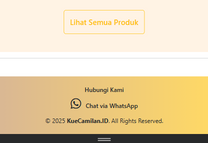 Lihat Semua Produk
Hubungi Kami
Chat via WhatsApp
© 2025 KueCamilan.ID. All Rights Reserved.